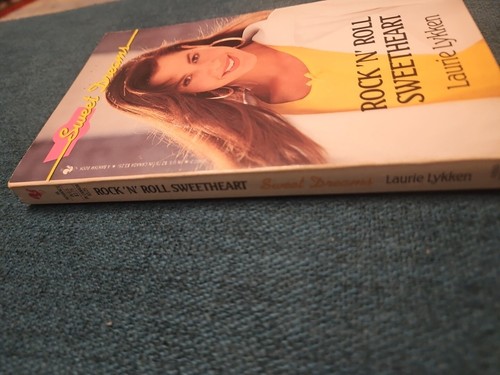 Sweet Dreams
ROCK 'N' ROLL
SWEETHEART
Laurie Lykken
ROCK 'N' ROLL SWEETHEART Sweet Dreams Laurie Lykken